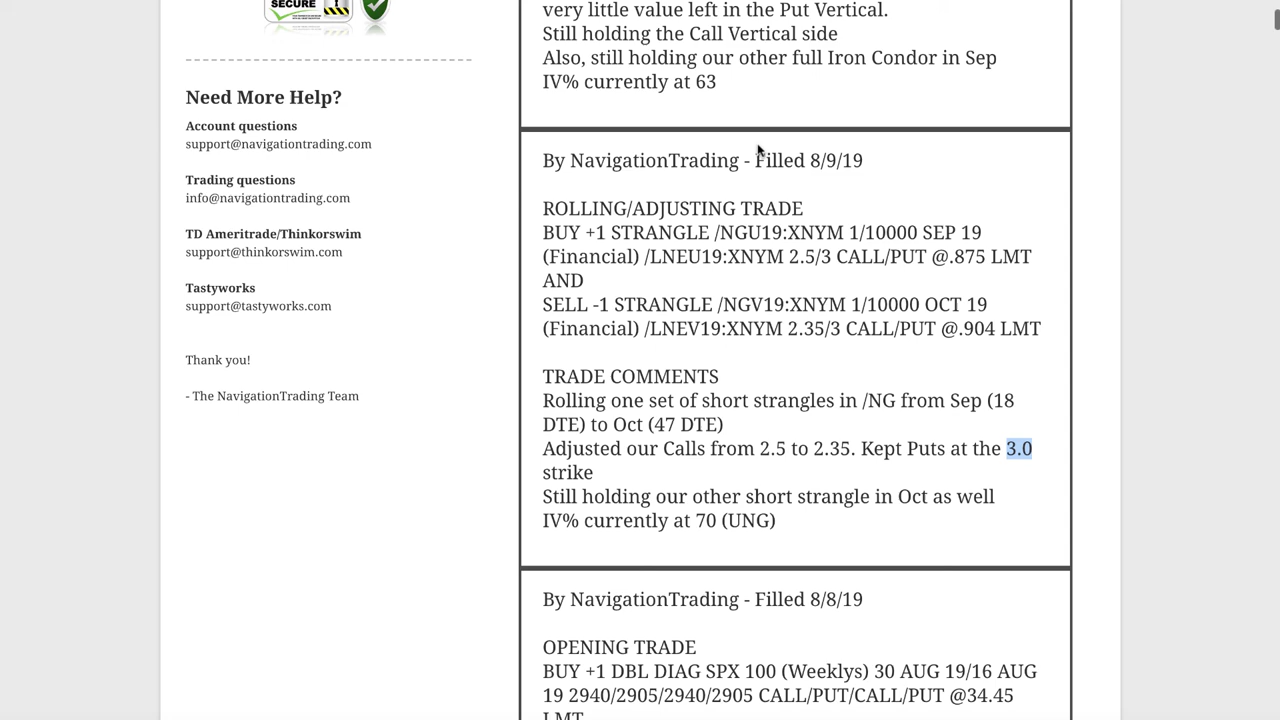 SECURE
Need More Help?
Account questions
support@navigationtrading.com
Trading questions
info@navigationtrading.com
TD Ameritrade/Thinkorswim
support@thinkorswim.com
Tastyworks
support@tastyworks.com
Thank you!
- The NavigationTrading Team
very little value left in the Put Vertical.
Still holding the Call Vertical side
Also, still holding our other full Iron Condor in Sep
IV% currently at 63
By NavigationTrading - Filled 8/9/19
ROLLING/ADJUSTING TRADE
BUY +1 STRANGLE /NGU19:XNYM 1/10000 SEP 19
(Financial) /LNEU19:XNYM 2.5/3 CALL/PUT @.875 LMT
AND
SELL -1 STRANGLE /NGV19:XNYM 1/10000 OCT 19
(Financial) /LNEV19:XNYM 2.35/3 CALL/PUT @.904 LMT
TRADE COMMENTS
Rolling one set of short strangles in /NG from Sep (18
DTE) to Oct (47 DTE)
Adjusted our Calls from 2.5 to 2.35. Kept Puts at the 3.0
strike
Still holding our other short strangle in Oct as well
IV% currently at 70 (UNG)
By NavigationTrading - Filled 8/8/19
OPENING TRADE
BUY +1 DBL DIAG SPX 100 (Weeklys) 30 AUG 19/16 AUG
19 2940/2905/2940/2905 CALL/PUT/CALL/PUT @34.45
LMT